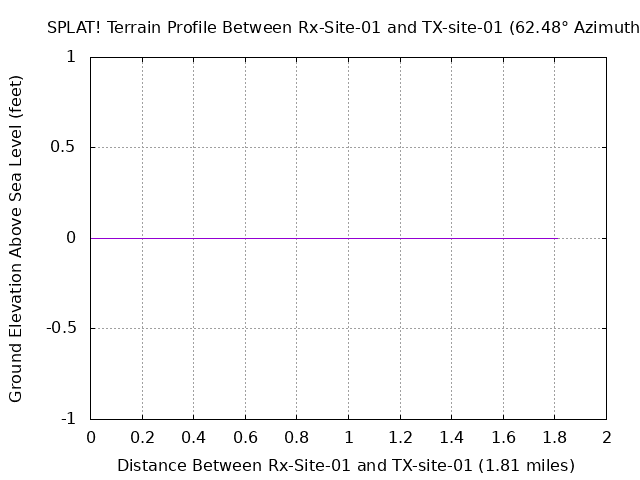 SPLAT! Terrain Profile Between Rx-Site-01 and TX-site-01 (62.48° Azimuth
Ground Elevation Above Sea Level (feet)
1
0.5
0
-0.5
-1
0 0.2 0.4 0.6 0.8 1 1.2 1.4 1.6 1.8 2
Distance Between Rx-Site-01 and TX-site-01 (1.81 miles)